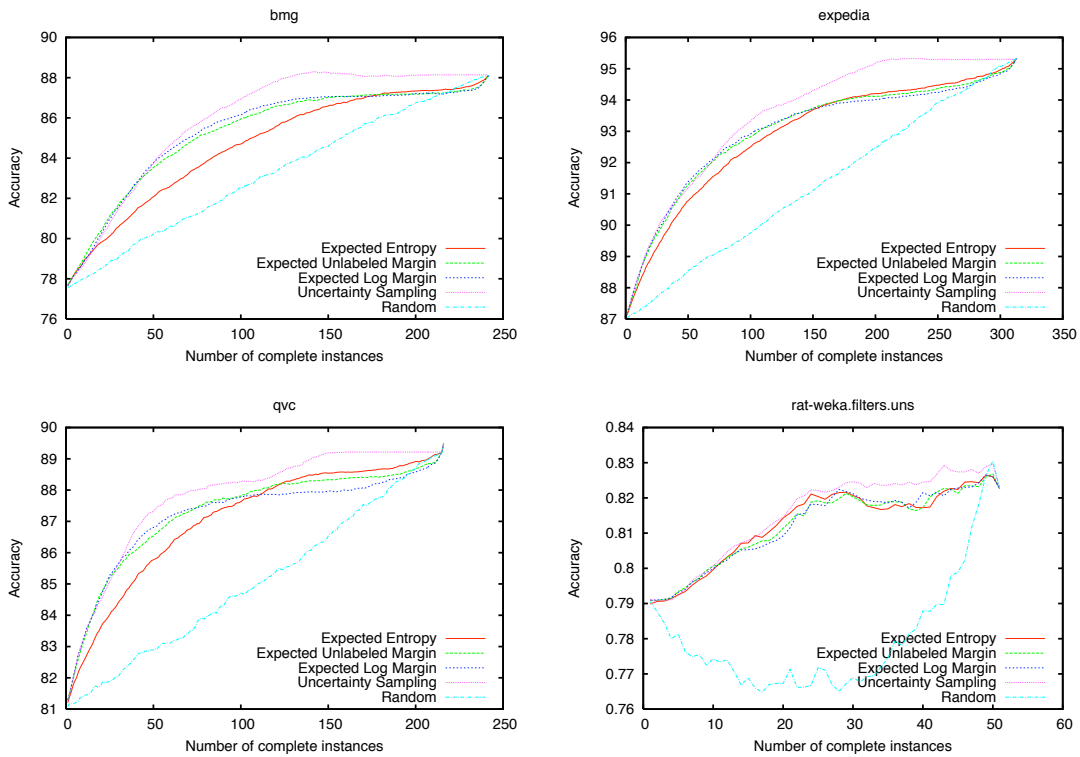 bmg
90
88
86
84
82
80
78
76
Accuracy
Expected Entropy
Expected Unlabeled Margin
Expected Log Margin
Uncertainty Sampling
Random
0 50 100 150 200 250
Number of complete instances
expedia
96
95
94
93
92
91
90
89
88
87
Accuracy
Expected Entropy
Expected Unlabeled Margin
Expected Log Margin
Uncertainty Sampling
Random
0 50 100 150 200 250 300 350
Number of complete instances
qvc
90
89
88
87
86
85
84
83
82
81
Accuracy
Expected Entropy
Expected Unlabeled Margin
Expected Log Margin
Uncertainty Sampling
Random
0 50 100 150 200 250
Number of complete instances
rat-weka.filters.uns
0.84
0.83
0.82
0.81
0.8
0.79
0.78
0.77
0.76
Accuracy
Expected Entropy
Expected Unlabeled Margin
Expected Log Margin
Uncertainty Sampling
Random
0 10 20 30 40 50 60
Number of complete instances